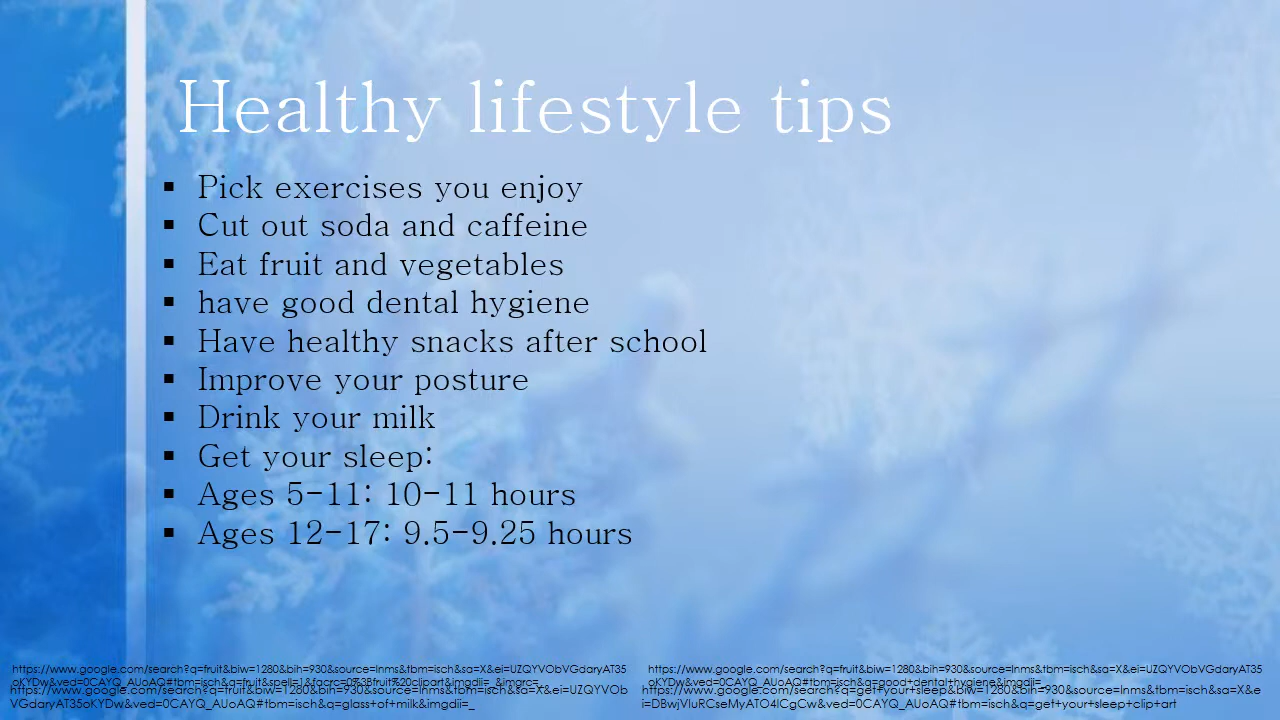 Healthy lifestyle tips
▪ Pick exercises you enjoy
▪ Cut out soda and caffeine
▪ Eat fruit and vegetables
▪ have good dental hygiene
▪ Have healthy snacks after school
▪ Improve your posture
▪ Drink your milk
▪ Get your sleep:
▪ Ages 5-11: 10-11 hours
▪ Ages 12-17: 9.5-9.25 hours
https://www.google.com/search?q=fruit&biw=1280&bih=930&source=lnms&tbm=isch&sa=X&ei=UZQYVObVGdaryAT35
oKYDw&ved=0CAYQ_AUoAQ#tbm=isch&q=fruit&spell=1&facrc=0%3Bfruit%20clipart&imgdii=_&imgrc=_
https://www.google.com/search?q=fruit&biw=1280&bih=930&source=lnms&tbm=isch&sa=X&ei=UZQYVOb
VGdaryAT35oKYDw&ved=0CAYQ_AUoAQ#tbm=isch&q=glass+of+milk&imgdii=_
https://www.google.com/search?q=fruit&biw=1280&bih=930&source=lnms&tbm=isch&sa=X&ei=UZQYVObVGdaryAT35
oKYDw&ved=0CAYQ_AUoAQ#tbm=isch&q=good+dental+hygiene&imgdii=_
https://www.google.com/search?q=get+your+sleep&biw=1280&bih=930&source=lnms&tbm=isch&sa=X&e
i=DBwjVIuRCseMyATO4ICgCw&ved=0CAYQ_AUoAQ#tbm=isch&q=get+your+sleep+clip+art